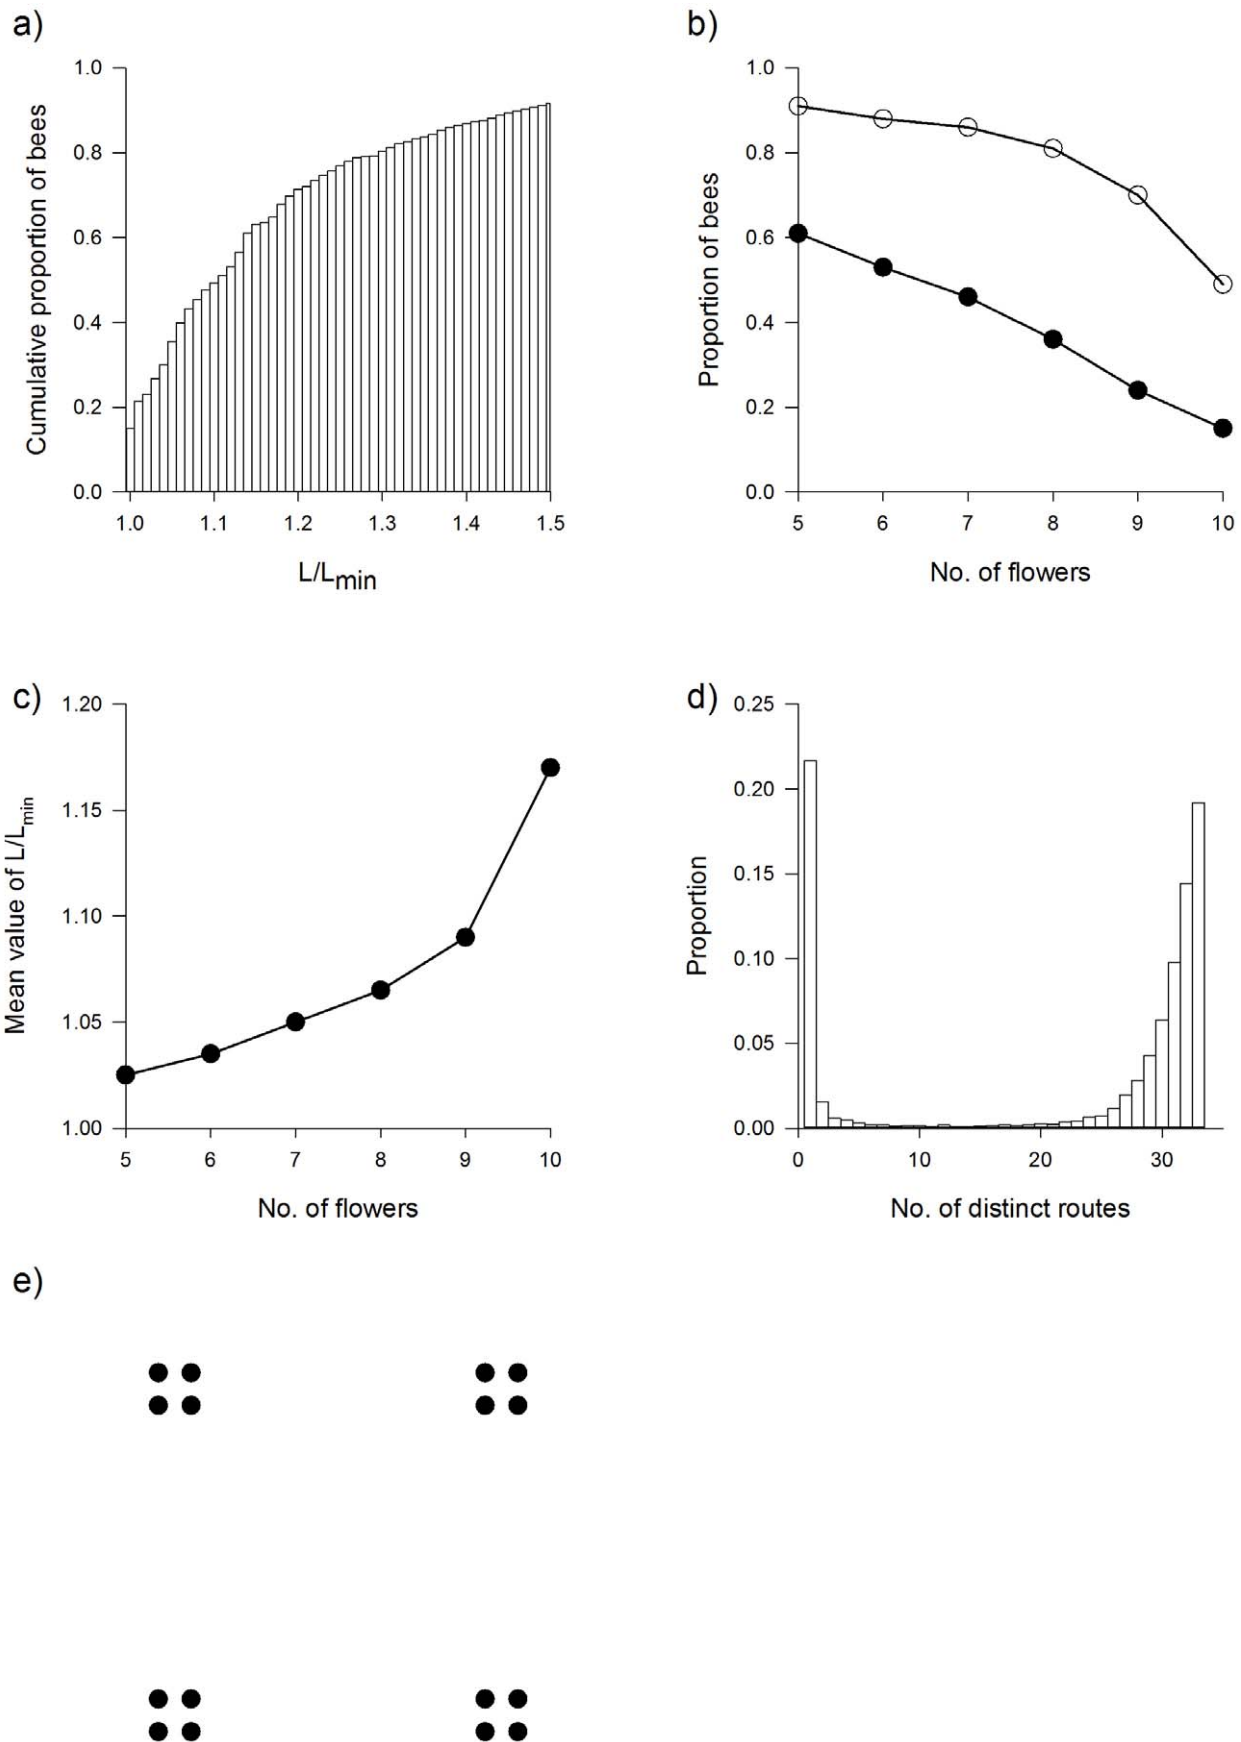 a)
Cumulative proportion of bees
1.0
0.8
0.6
0.4
0.2
0.0
1.0 1.1 1.2 1.3 1.4 1.5
L/Lmin
b)
Proportion of bees
1.0
0.8
0.6
0.4
0.2
0.0
5 6 7 8 9 10
No. of flowers
c)
Mean value of L/Lmin
1.20
1.15
1.10
1.05
1.00
5 6 7 8 9 10
No. of flowers
d)
Proportion
0.25
0.20
0.15
0.10
0.05
0.00
0 10 20 30
No. of distinct routes
e)